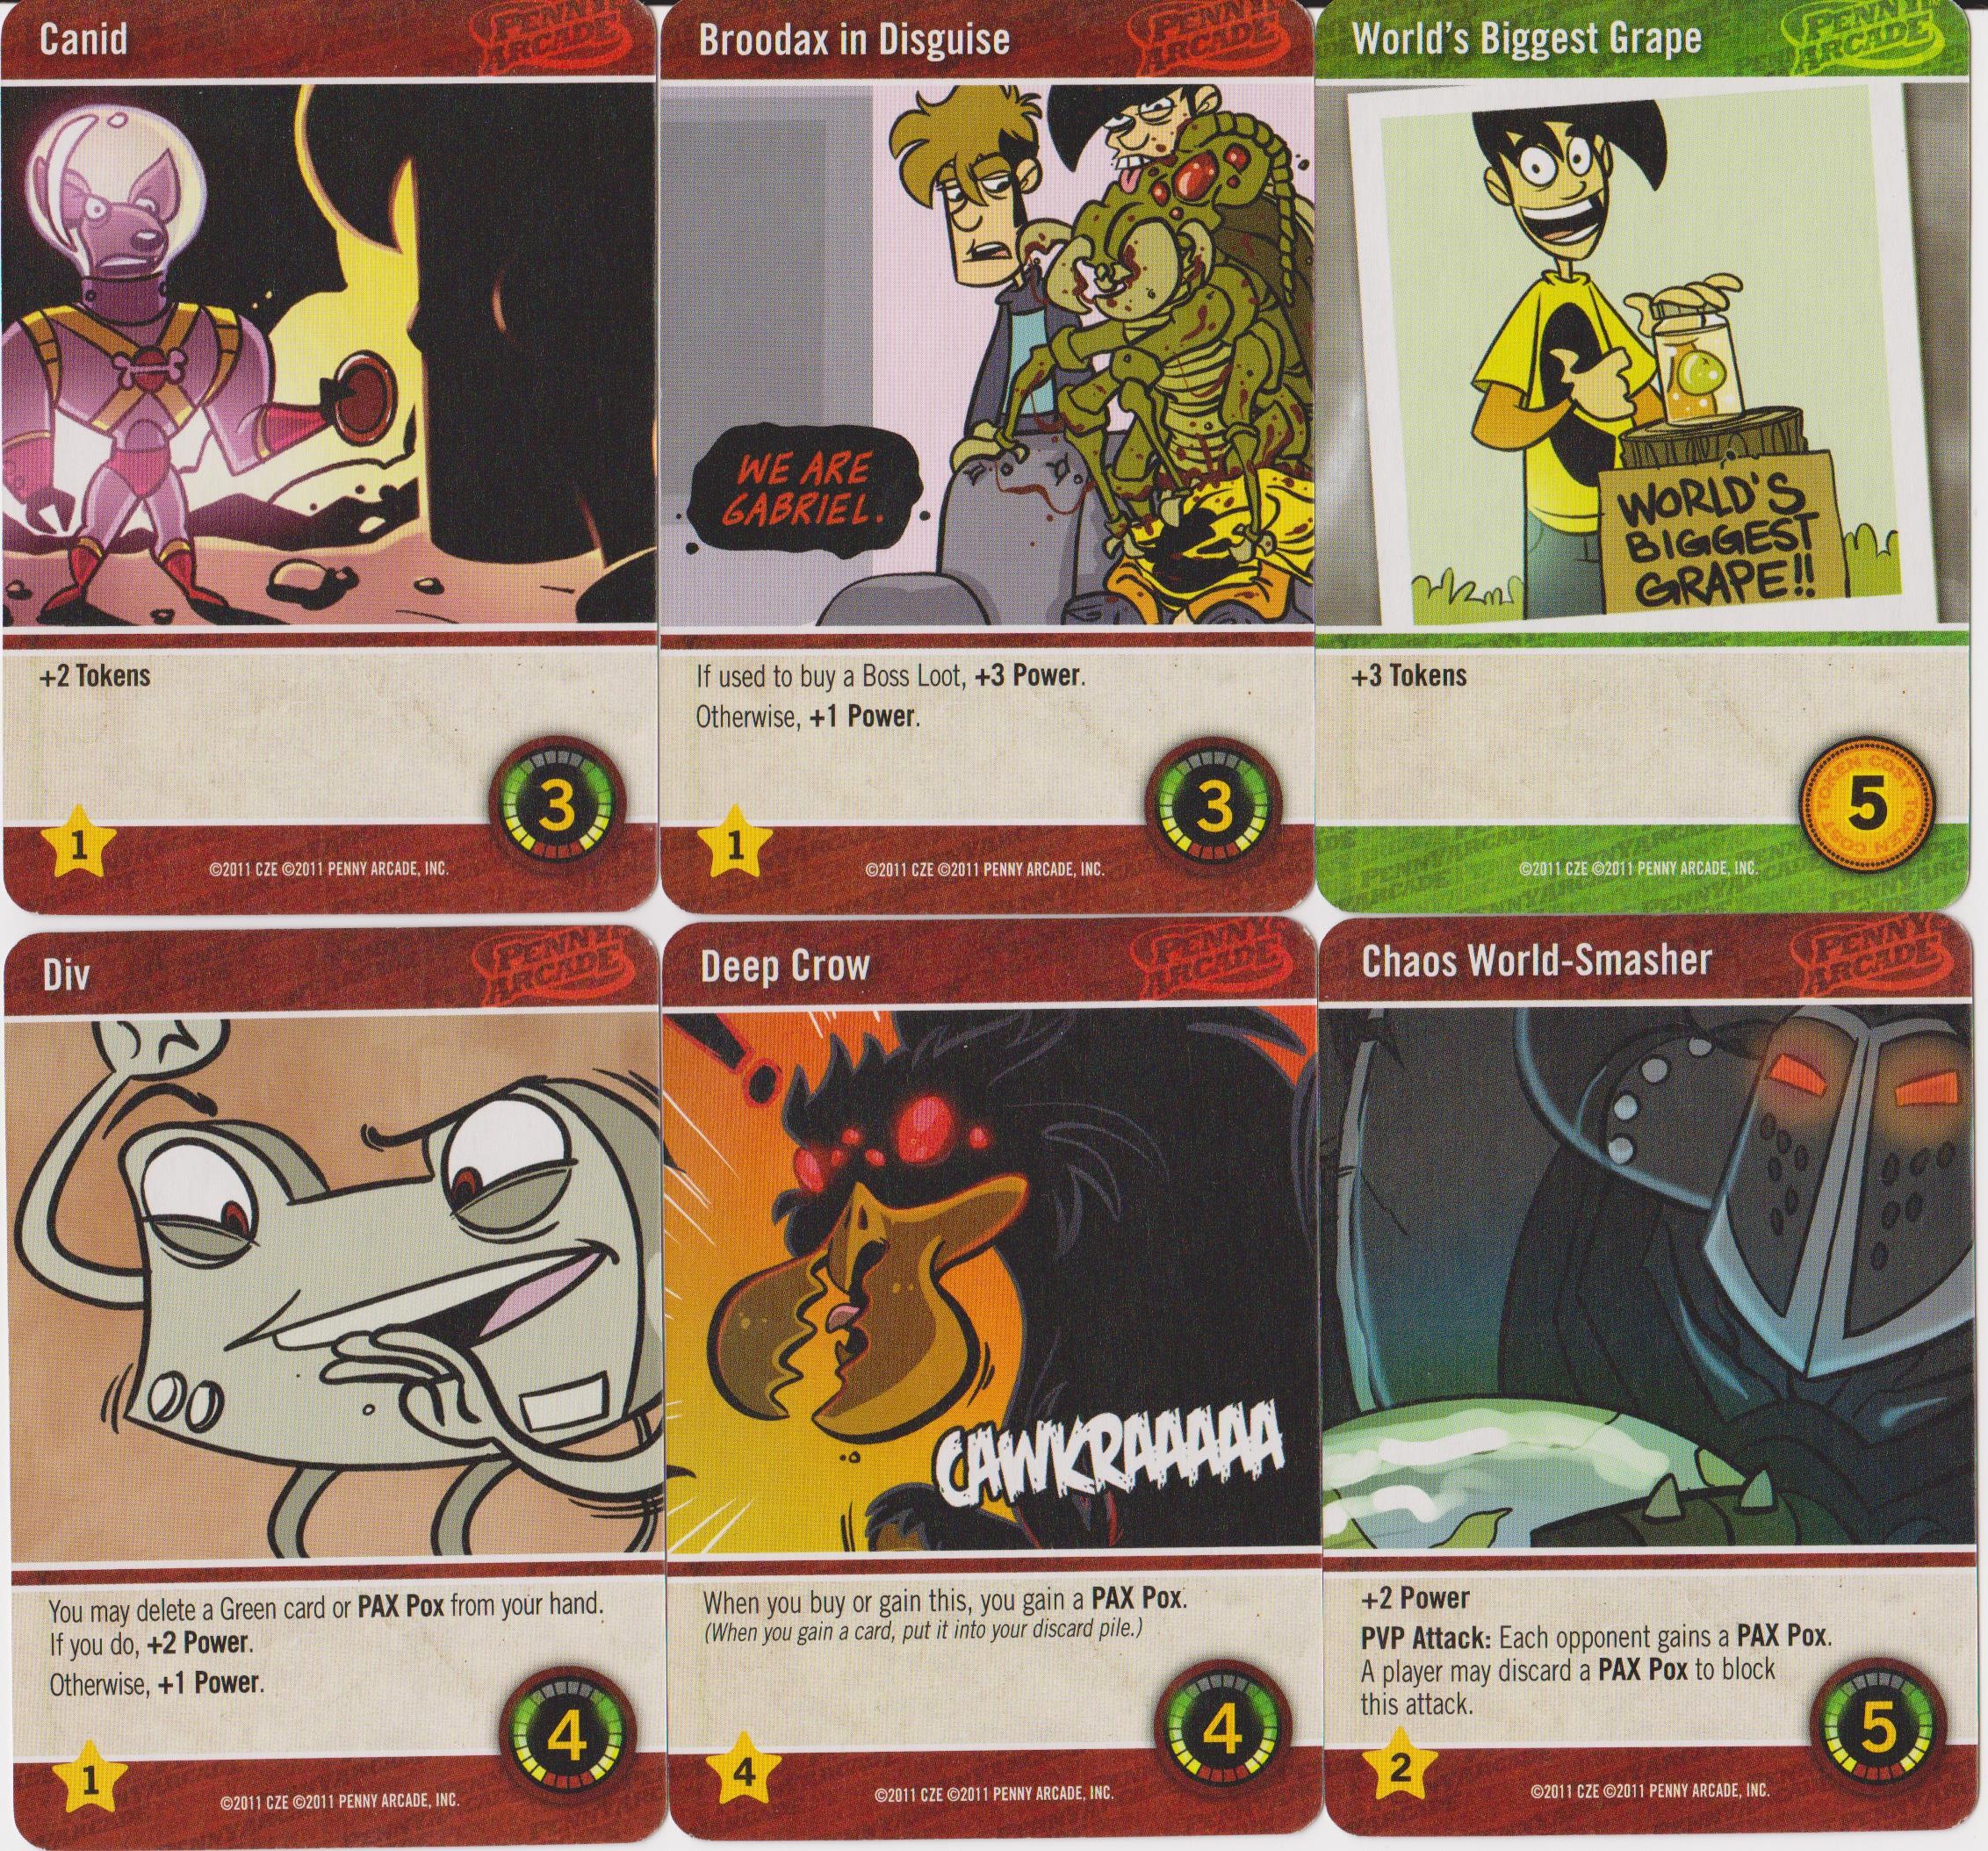 Canid
PENNY
ARCADE
+2 Tokens
3
1
©2011 CZE ©2011 PENNY ARCADE, INC.
Broodax in Disguise
PENNY
ARCADE
WE ARE
GABRIEL.
If used to buy a Boss Loot, +3 Power.
Otherwise, +1 Power.
3
1
©2011 CZE ©2011 PENNY ARCADE, INC.
World's Biggest Grape
PENNY
ARCADE
WORLD'S
BIGGEST
GRAPE!!
+3 Tokens
TOKEN COST TOKEN COST
5
©2011 CZE ©2011 PENNY ARCADE, INC.
Div
PENNY
ARCADE
You may delete a Green card or PAX Pox from your hand.
If you do, +2 Power.
Otherwise, +1 Power.
4
1
©2011 CZE ©2011 PENNY ARCADE, INC.
Deep Crow
PENNY
ARCADE
CAWKRAAAAA
When you buy or gain this, you gain a PAX Pox.
(When you gain a card, put it into your discard pile.)
4
4
©2011 CZE ©2011 PENNY ARCADE, INC.
Chaos World-Smasher
PENNY
ARCADE
+2 Power
PVP Attack: Each opponent gains a PAX Pox.
A player may discard a PAX Pox to block
this attack.
5
2
©2011 CZE ©2011 PENNY ARCADE, INC.